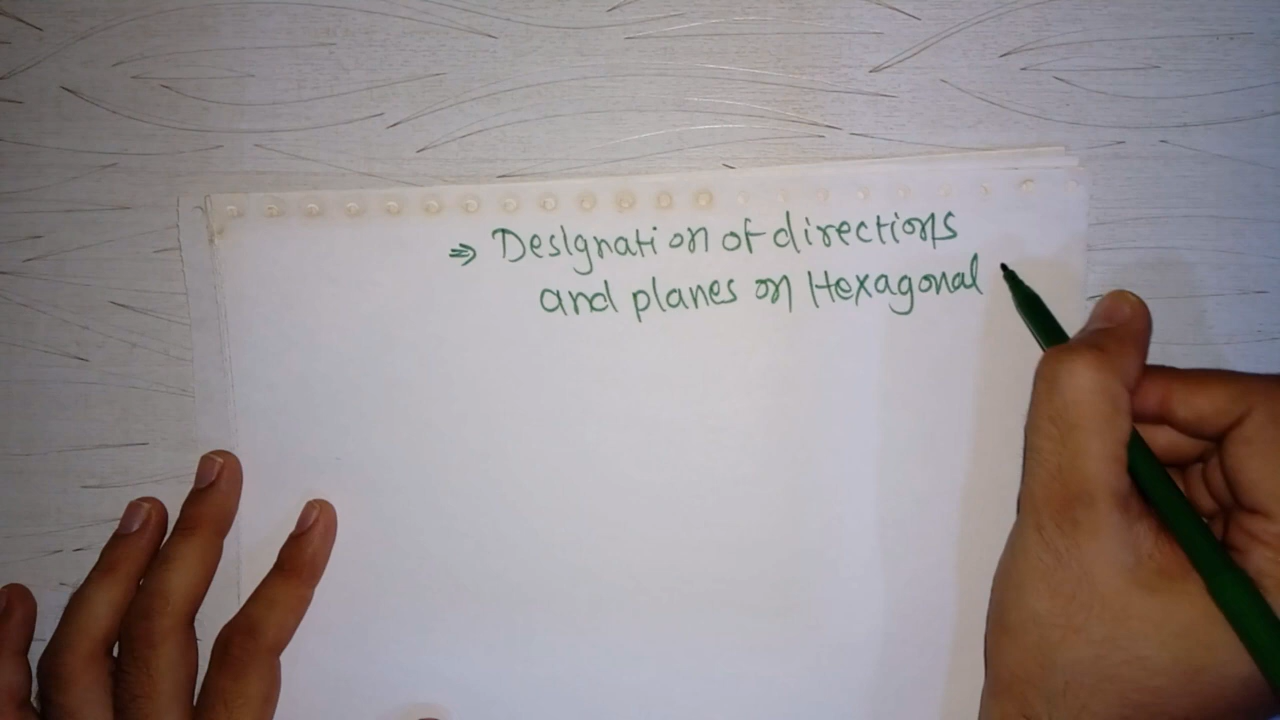 ⇒ Designation of directions
and planes on Hexagonal